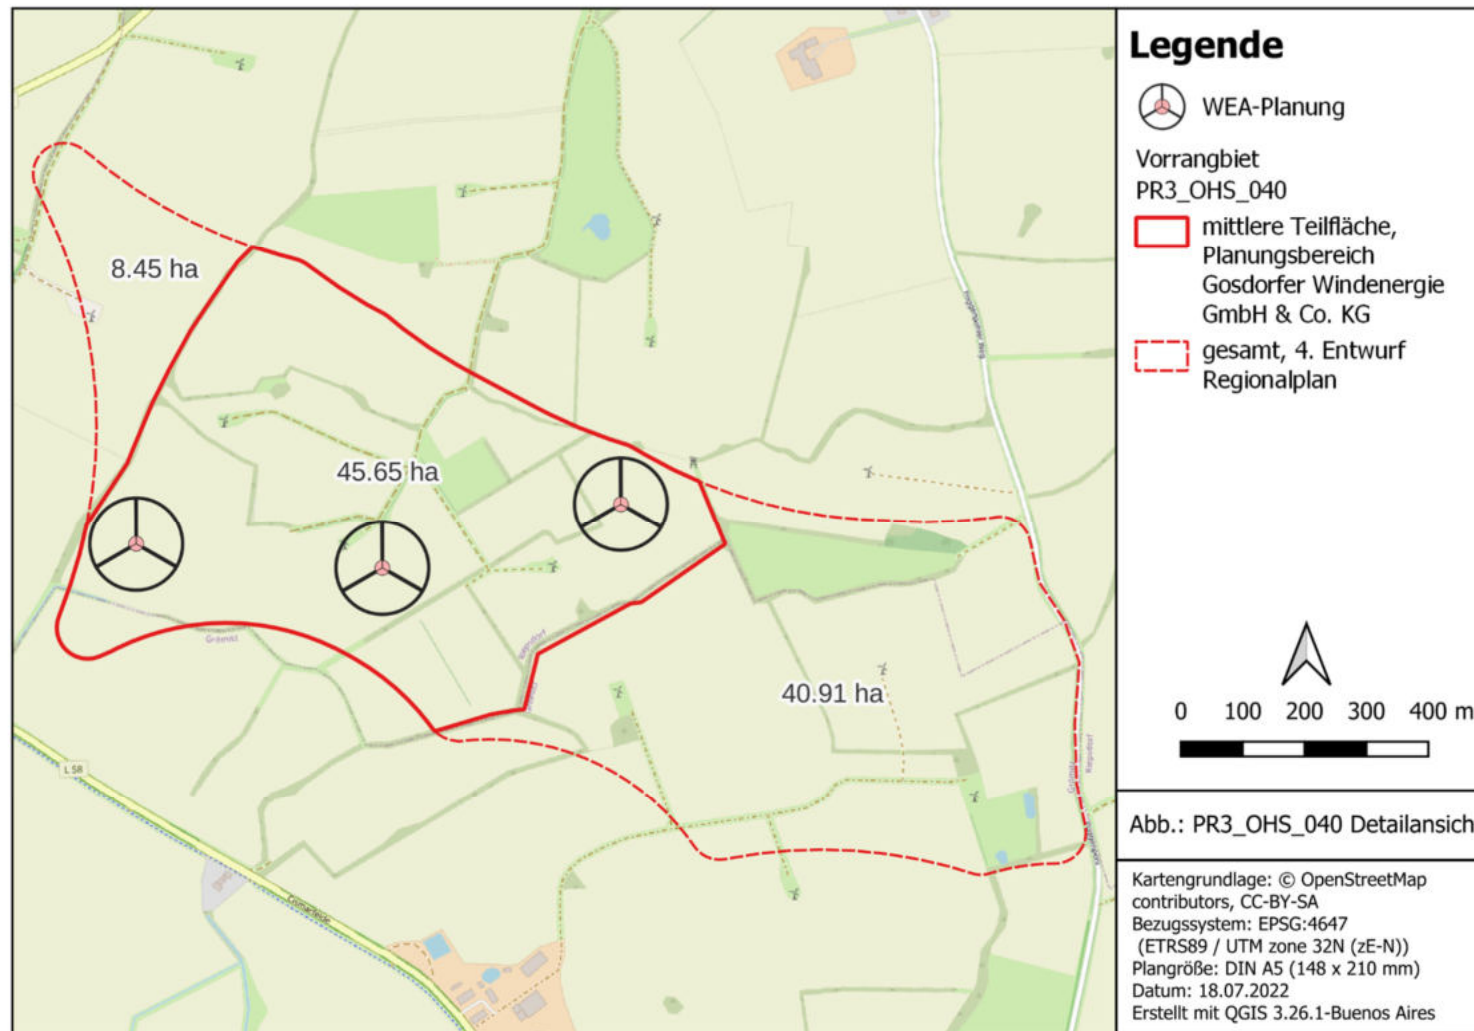 Legende
WEA-Planung
Vorrangbiet
PR3_OHS_040
mittlere Teilfläche,
Planungsbereich
Gosdorfer Windenergie
GmbH & Co. KG
gesamt, 4. Entwurf
Regionalplan
8.45 ha
45.65 ha
40.91 ha
L 58
0 100 200 300 400 m
Abb.: PR3_OHS_040 Detailansich
Kartengrundlage: © OpenStreetMap
contributors, CC-BY-SA
Bezugssystem: EPSG:4647
(ETRS89 / UTM zone 32N (zE-N))
Plangröße: DIN A5 (148 x 210 mm)
Datum: 18.07.2022
Erstellt mit QGIS 3.26.1-Buenos Aires